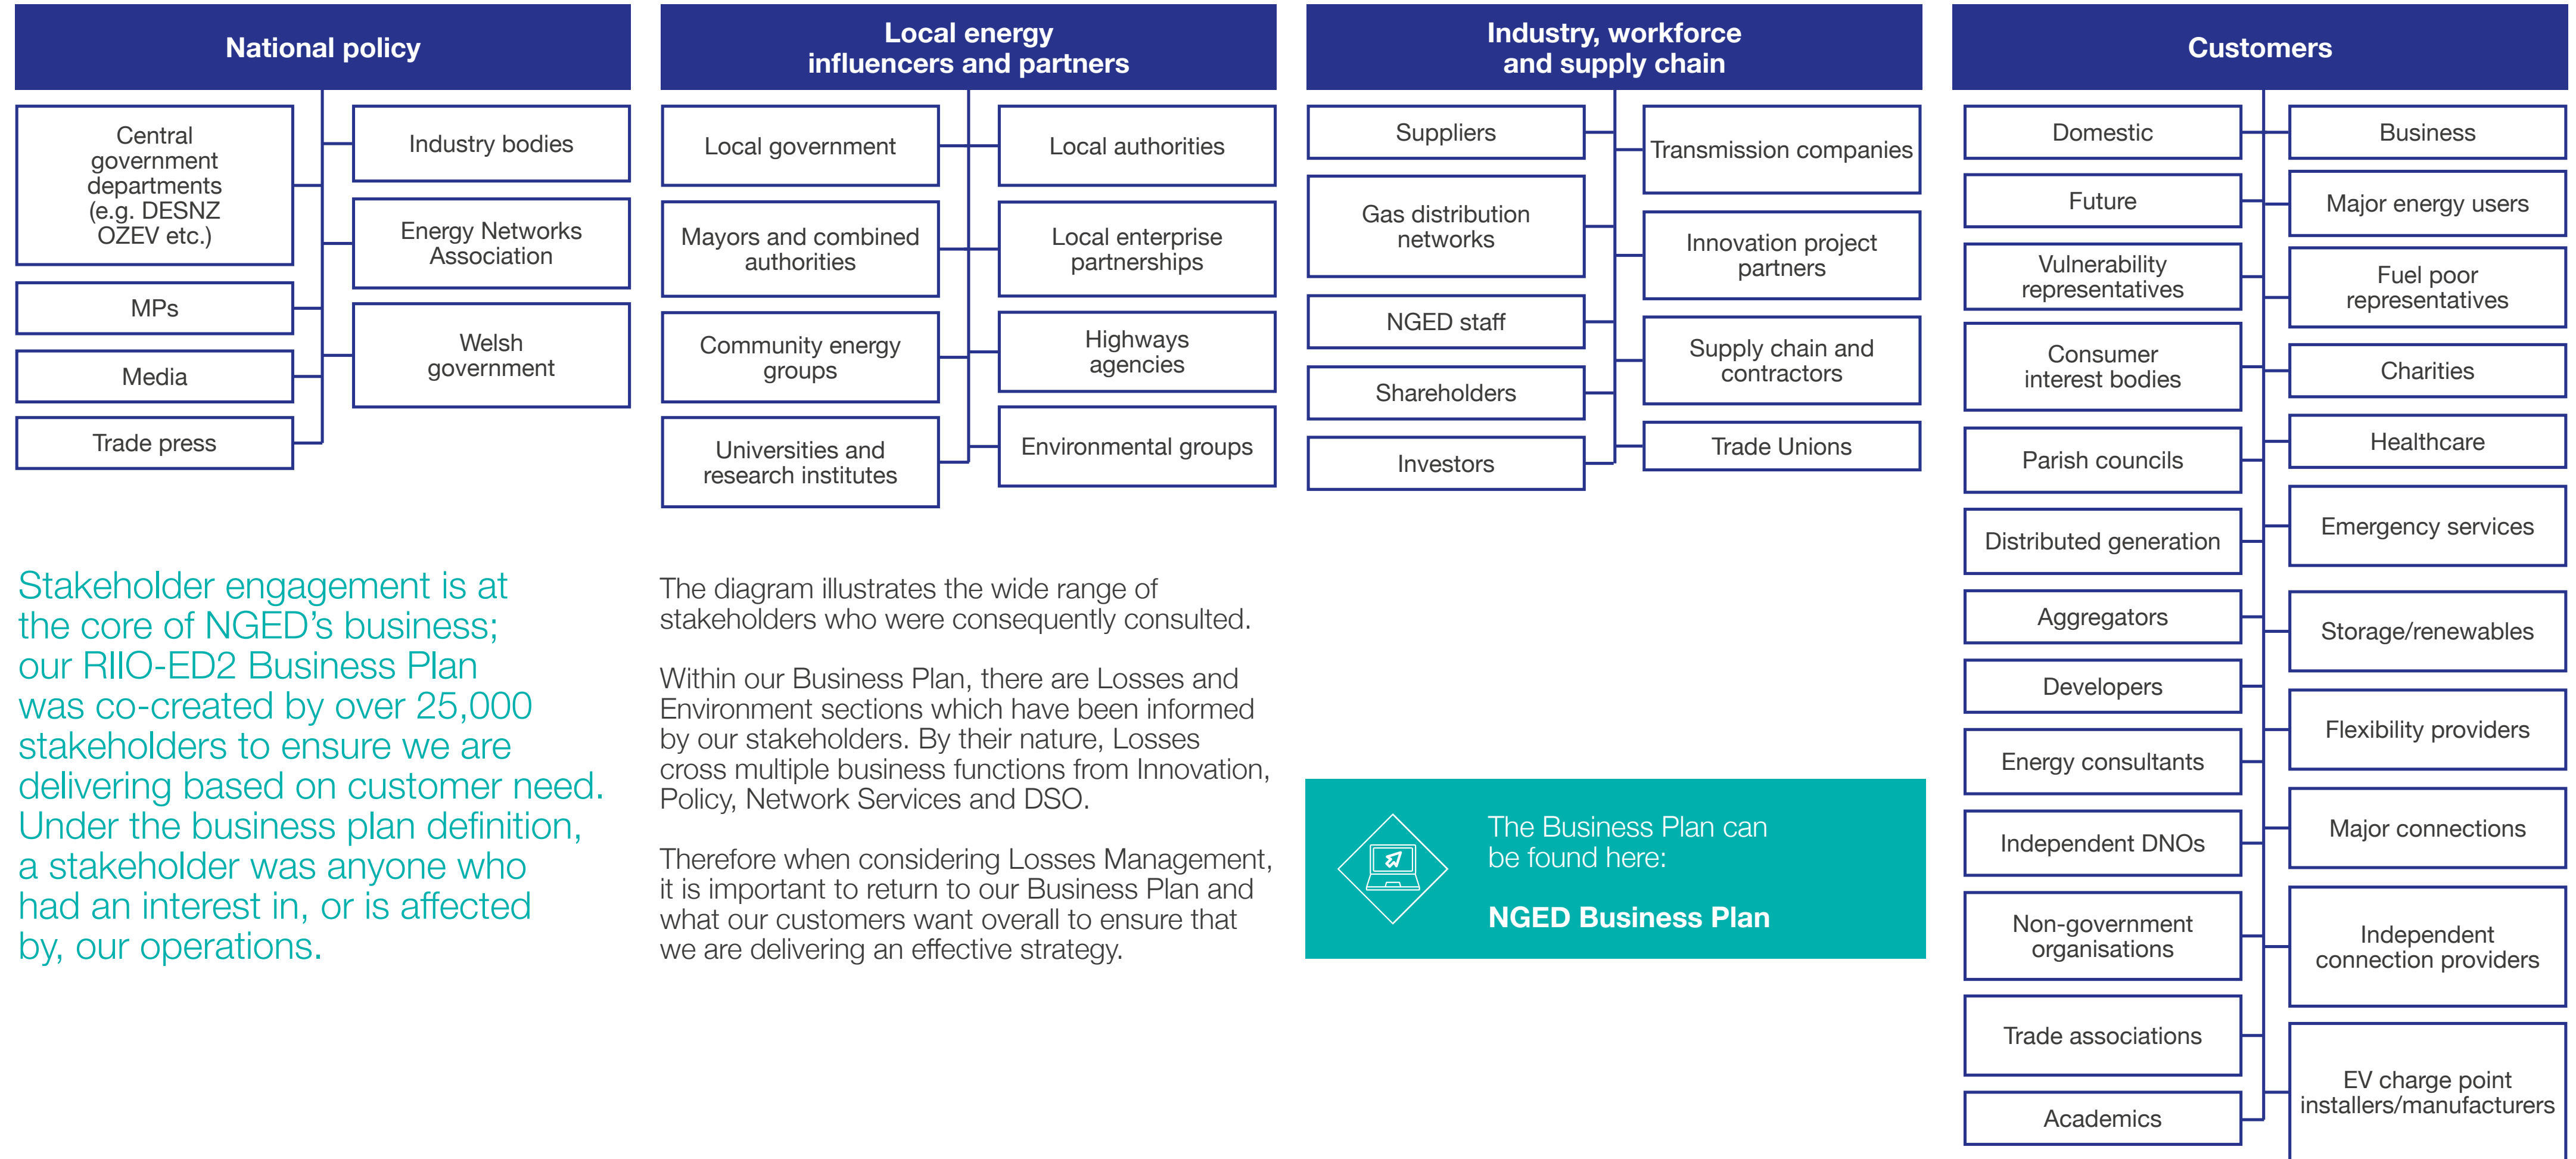 National policy
Central
government
departments
(e.g. DESNZ
OZEV etc.)
MPs
Media
Trade press
Industry bodies
Energy Networks
Association
Welsh
government
Local energy
influencers and partners
Local government
Mayors and combined
authorities
Community energy
groups
Universities and
research institutes
Local authorities
Local enterprise
partnerships
Highways
agencies
Environmental groups
Industry, workforce
and supply chain
Suppliers
Gas distribution
networks
NGED staff
Shareholders
Investors
Transmission companies
Innovation project
partners
Supply chain and
contractors
Trade Unions
Customers
Domestic
Future
Vulnerability
representatives
Consumer
interest bodies
Parish councils
Distributed generation
Aggregators
Developers
Energy consultants
Independent DNOs
Non-government
organisations
Trade associations
Academics
Business
Major energy users
Fuel poor
representatives
Charities
Healthcare
Emergency services
Storage/renewables
Flexibility providers
Major connections
Independent
connection providers
EV charge point
installers/manufacturers
Stakeholder engagement is at
the core of NGED’s business;
our RIIO-ED2 Business Plan
was co-created by over 25,000
stakeholders to ensure we are
delivering based on customer need.
Under the business plan definition,
a stakeholder was anyone who
had an interest in, or is affected
by, our operations.
The diagram illustrates the wide range of
stakeholders who were consequently consulted.
Within our Business Plan, there are Losses and
Environment sections which have been informed
by our stakeholders. By their nature, Losses
cross multiple business functions from Innovation,
Policy, Network Services and DSO.
Therefore when considering Losses Management,
it is important to return to our Business Plan and
what our customers want overall to ensure that
we are delivering an effective strategy.
The Business Plan can
be found here:
NGED Business Plan